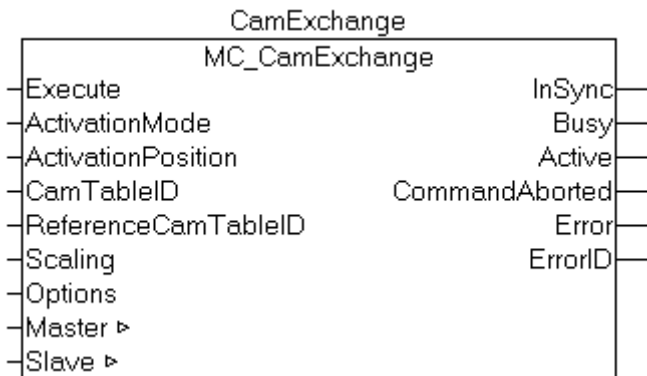 CamExchange
MC_CamExchange
Execute InSync
ActivationMode Busy
ActivationPosition Active
CamTableID CommandAborted
ReferenceCamTableID Error
Scaling ErrorID
Options
Master
Slave